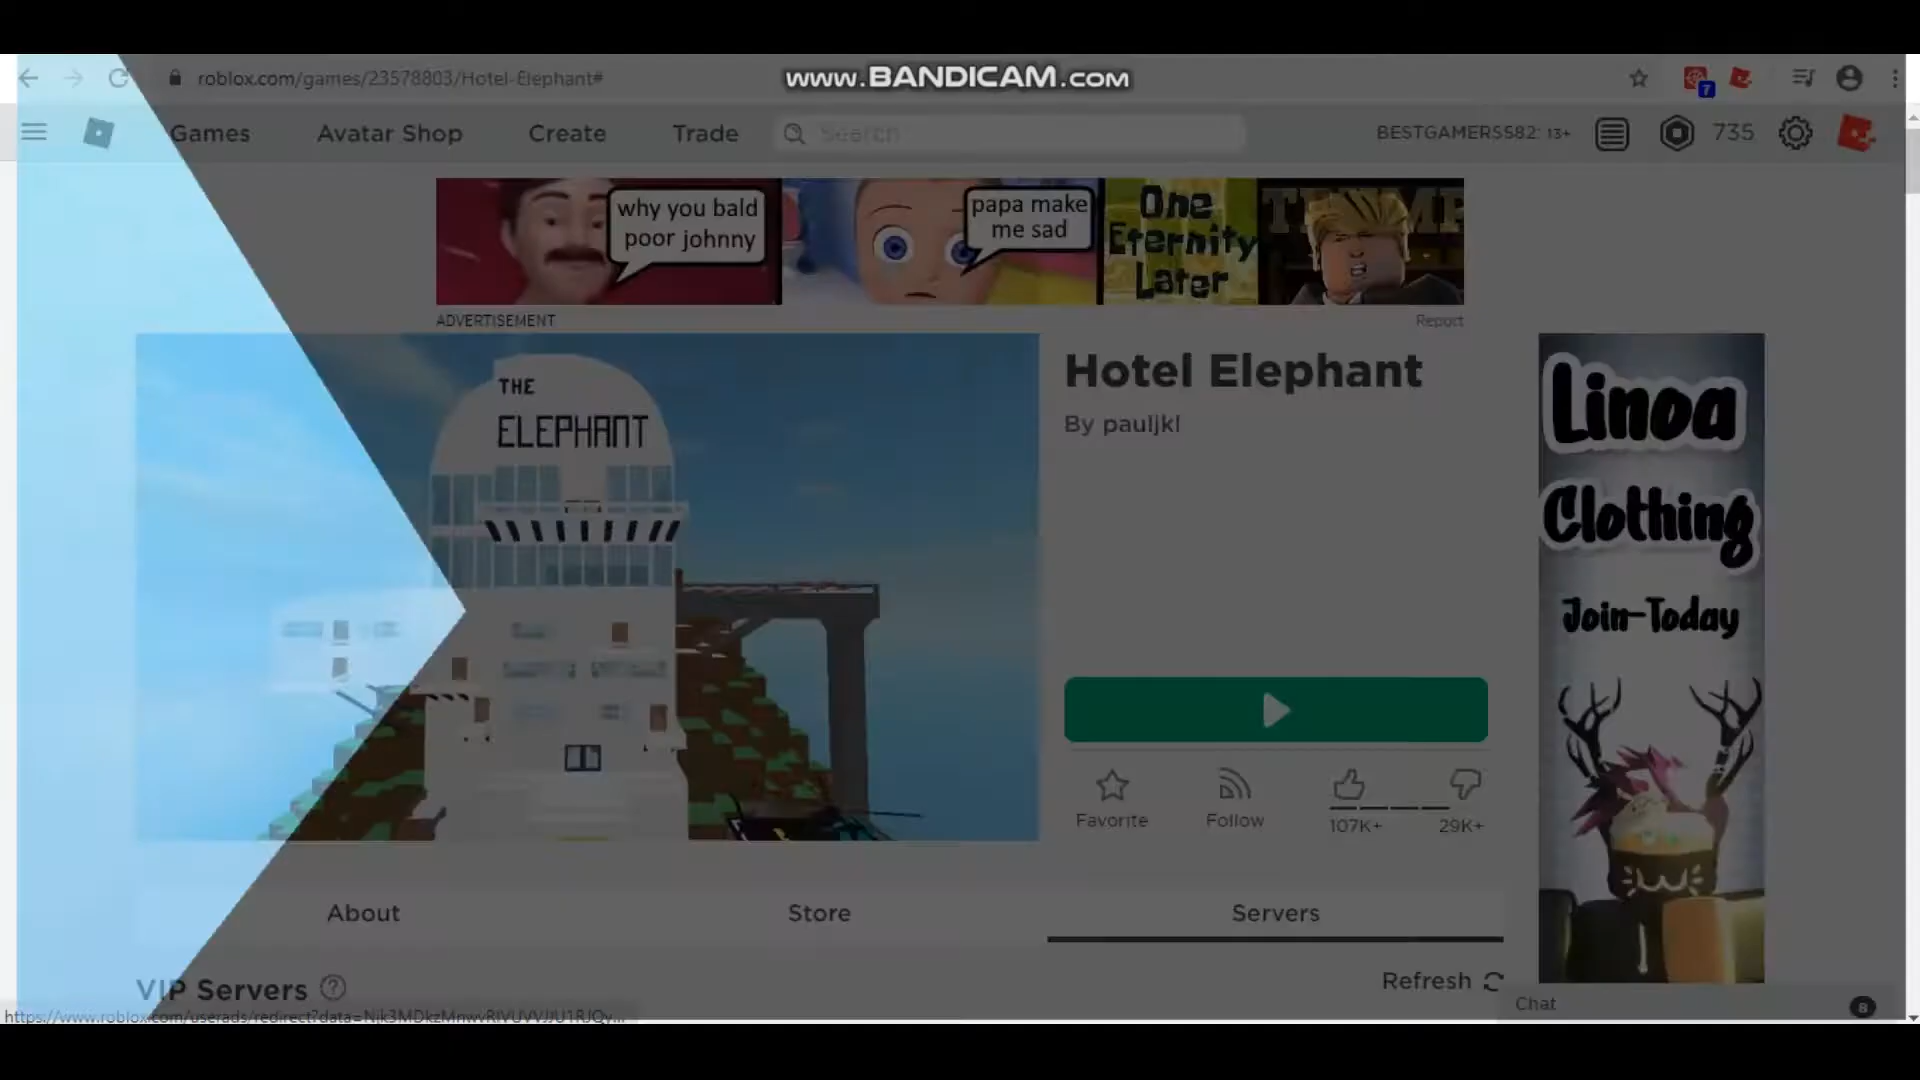 roblox.com/games/23578803/Hotel-Elephant#
www.BANDICAM.com
7
Games
Avatar Shop
Create
Trade
Search
BESTGAMERS582: 13+
735
why you bald
poor johnny
papa make
me sad
One
Eternity
Later
ADVERTISEMENT
Report
THE
ELEPHANT
Hotel Elephant
By pauljkl
Linoa
Clothing
Join-Today
Favorite
Follow
107K+
29K+
About
Store
Servers
VIP Servers
Refresh
Chat
8